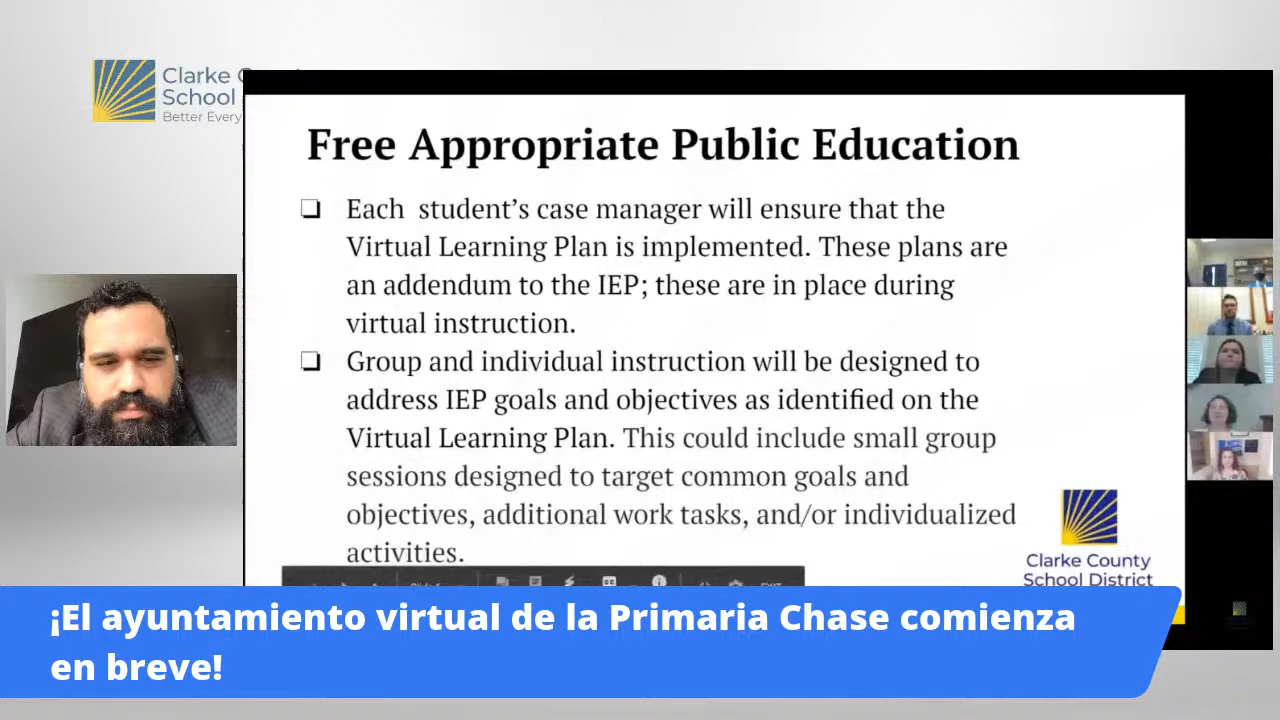 Clarke
School
Better Every
Free Appropriate Public Education
❑ Each  student’s case manager will ensure that the
Virtual Learning Plan is implemented. These plans are
an addendum to the IEP; these are in place during
virtual instruction.
❑ Group and individual instruction will be designed to
address IEP goals and objectives as identified on the
Virtual Learning Plan. This could include small group
sessions designed to target common goals and
objectives, additional work tasks, and/or individualized
activities.
Clarke County
School District
¡El ayuntamiento virtual de la Primaria Chase comienza
en breve!